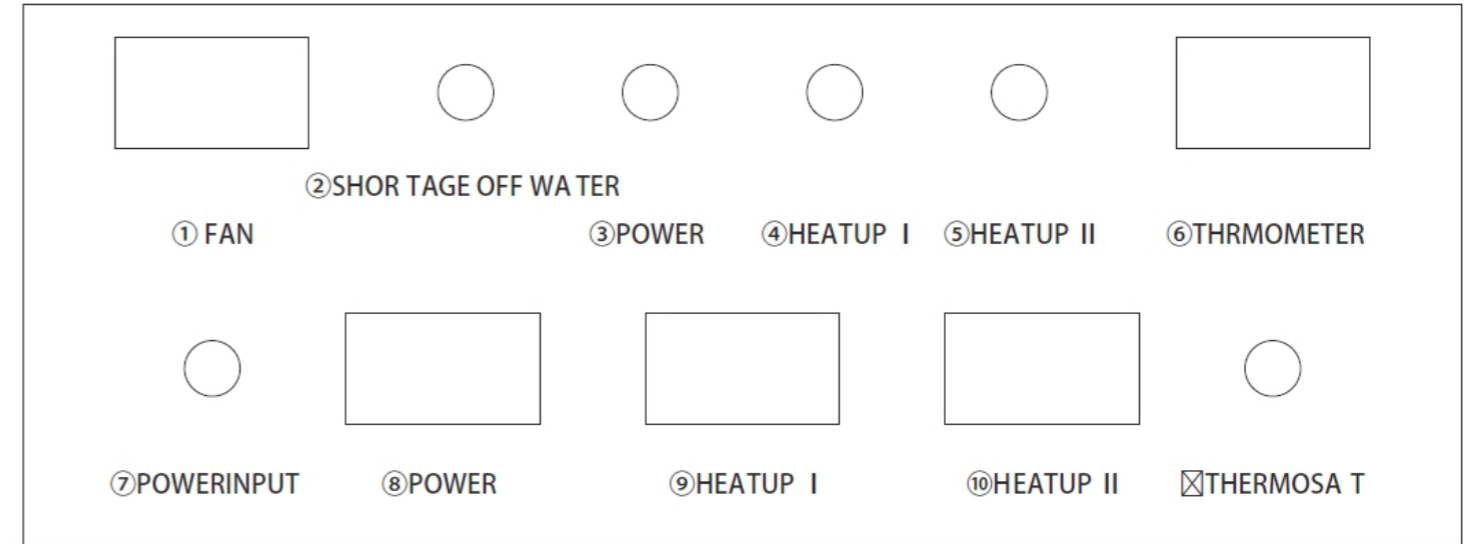 ②SHOR TAGE OFF WA TER
① FAN ③POWER ④HEATUP I ⑤HEATUP II ⑥THRMOMETER
⑦POWERINPUT ⑧POWER ⑨HEATUP I ⑩HEATUP II ☒THERMOSA T